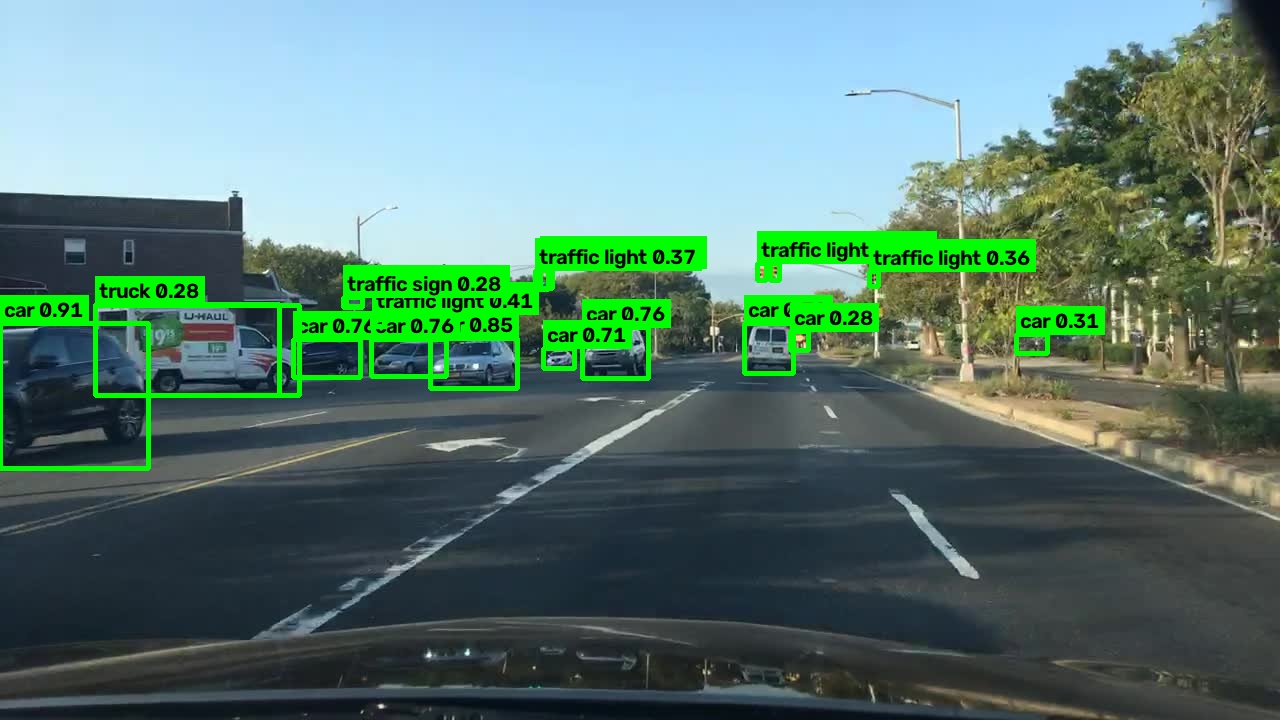 traffic light 0.37
traffic light
traffic light 0.36
traffic sign 0.28
truck 0.28
traffic light 0.41
car 0.91
U-HAUL
car 0.76
car 0.76
r 0.85
car 0.76
car 0.71
car 0.28
car 0.31